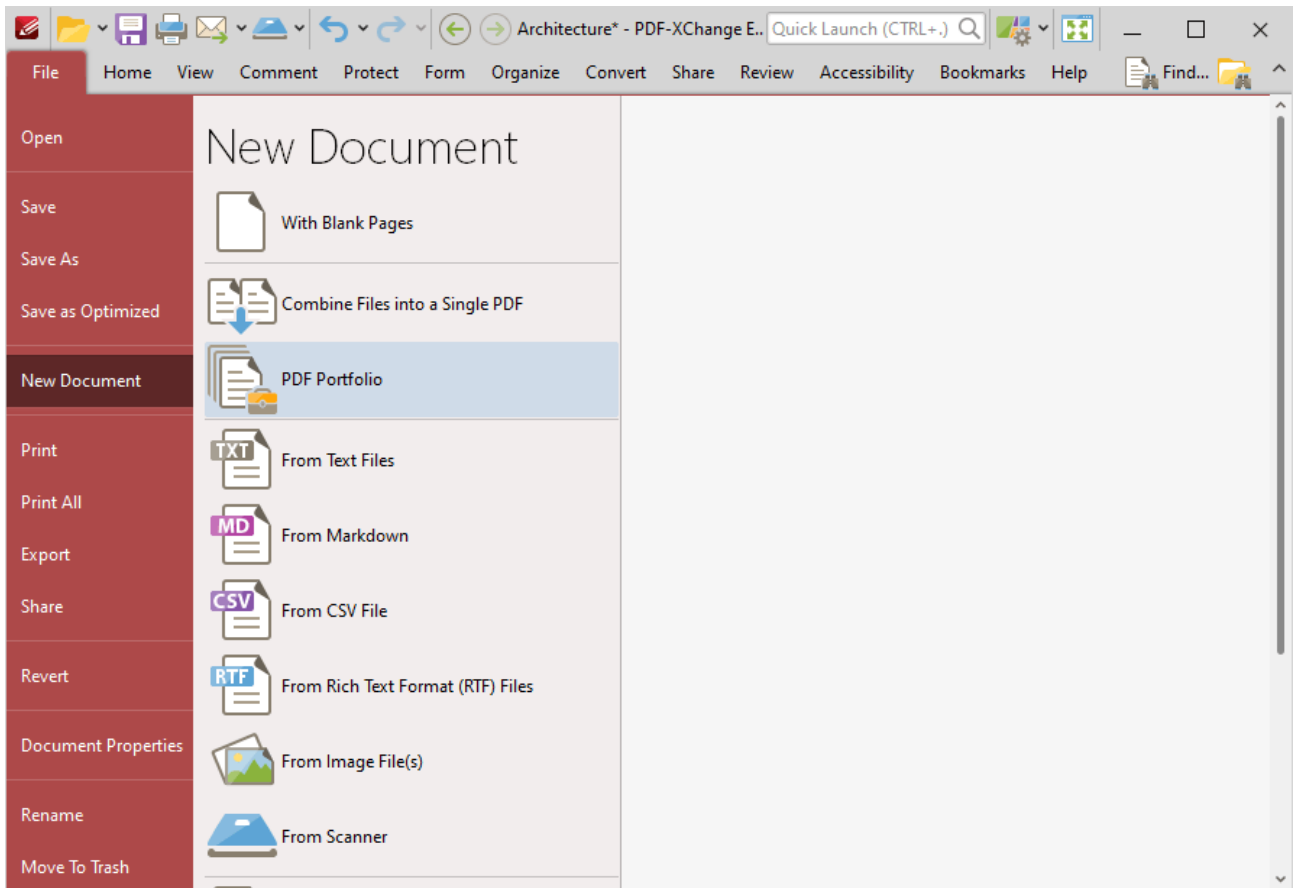 Architecture* - PDF-XChange E.. Quick Launch (CTRL+.)
File Home View Comment Protect Form Organize Convert Share Review Accessibility Bookmarks Help Find...
Open
Save
Save As
Save as Optimized
New Document
Print
Print All
Export
Share
Revert
Document Properties
Rename
Move To Trash
New Document
With Blank Pages
Combine Files into a Single PDF
PDF Portfolio
TXT From Text Files
MD From Markdown
CSV From CSV File
RTF From Rich Text Format (RTF) Files
From Image File(s)
From Scanner